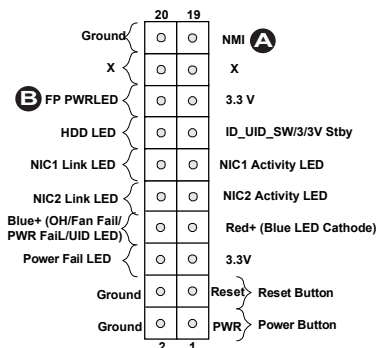 20 19
Ground NMI A
X X
B FP PWRLED 3.3 V
HDD LED ID_UID_SW/3/3V Stby
NIC1 Link LED NIC1 Activity LED
NIC2 Link LED NIC2 Activity LED
Blue+ (OH/Fan Fail/
PWR FaiL/UID LED) Red+ (Blue LED Cathode)
Power Fail LED 3.3V
Ground Reset Reset Button
Ground PWR Power Button
2 1